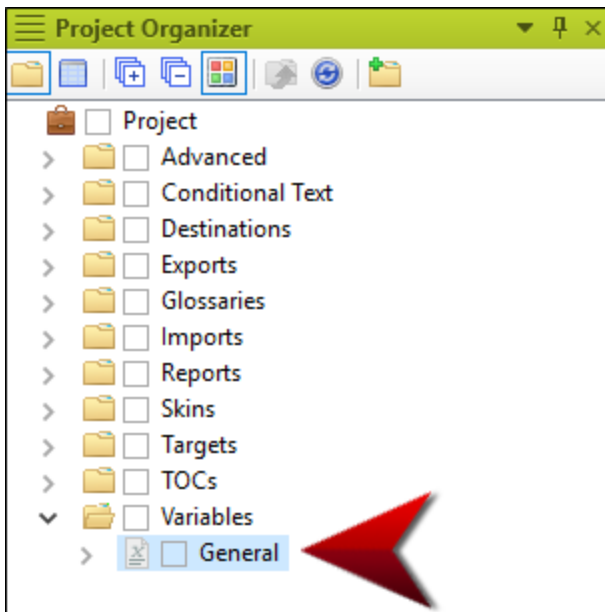 Project Organizer
Project
Advanced
Conditional Text
Destinations
Exports
Glossaries
Imports
Reports
Skins
Targets
TOCs
Variables
General